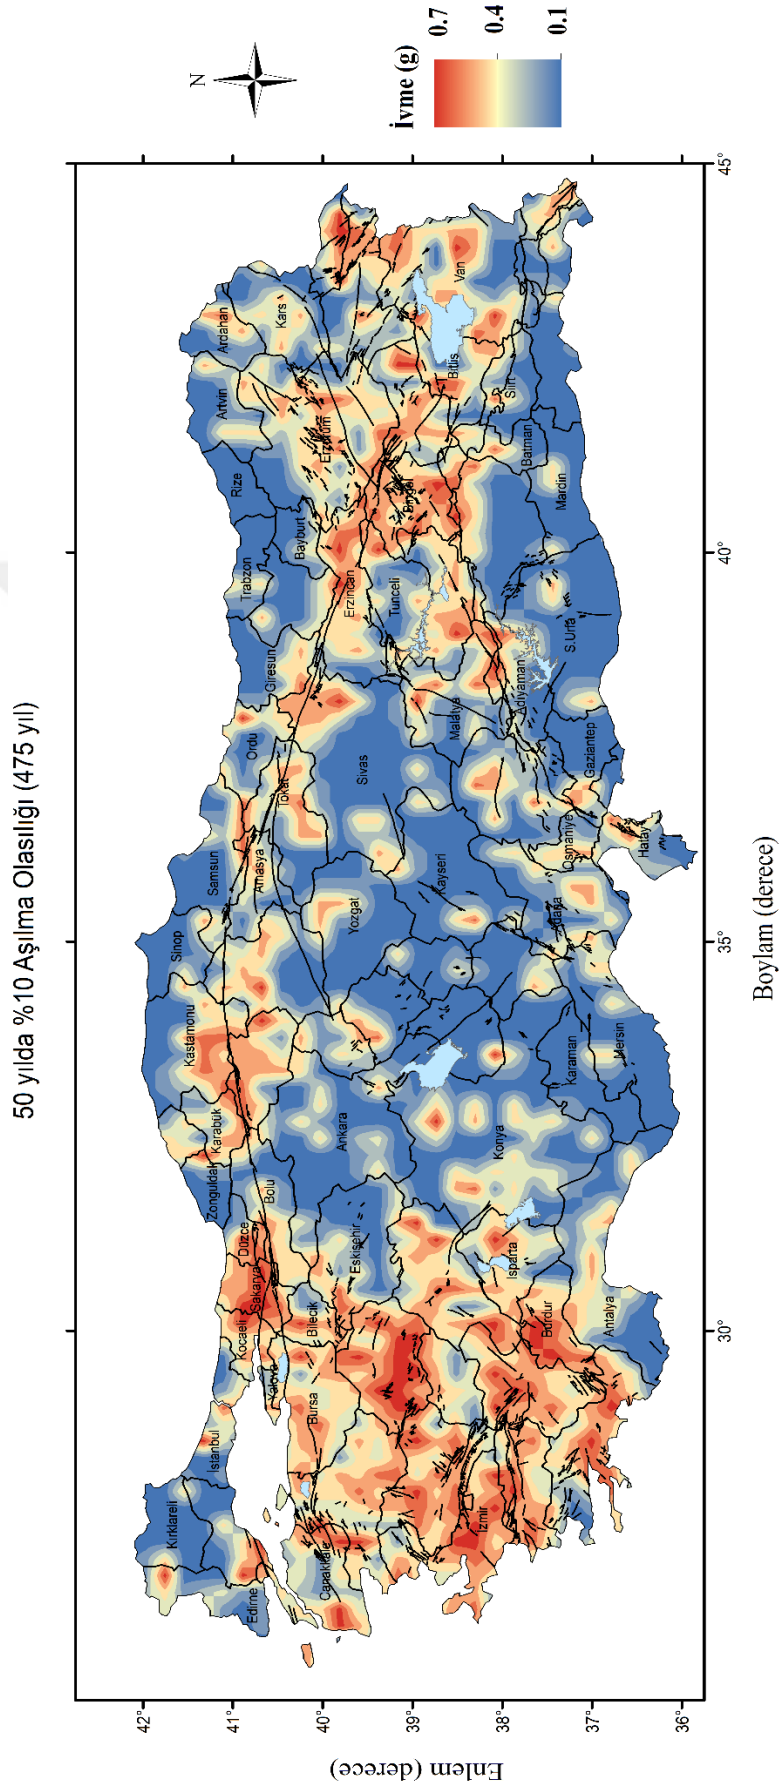 50 yılda %10 Aşılma Olasılığı (475 yıl)
N
İvme (g)
0.7
0.4
0.1
Enlem (derece)
42°
41°
40°
39°
38°
37°
36°
30°
35°
40°
45°
Boylam (derece)
Kırklareli
Edirne
İstanbul
Çanakkale
Bursa
Yalova
Kocaeli
Sakarya
Düzce
Bilecik
Bolu
Zonguldak
Karabük
Kastamonu
Sinop
Samsun
Amasya
Tokat
Ordu
Giresun
Trabzon
Rize
Artvin
Ardahan
Kars
Bayburt
Erzurum
Erzincan
Tunceli
Bingöl
Eskişehir
Ankara
Yozgat
Sivas
Kayseri
Malatya
Adıyaman
Bitlis
Van
Siirt
Batman
Mardin
S.Urfa
Gaziantep
Osmaniye
Hatay
Adana
Mersin
Karaman
Konya
Isparta
Burdur
Antalya
İzmir